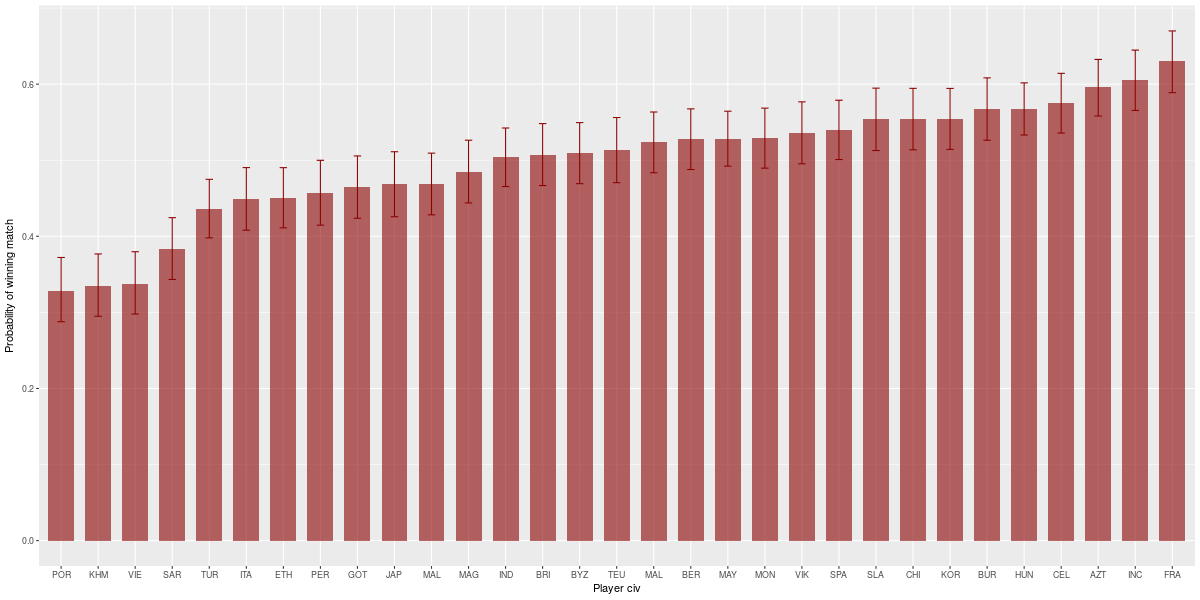 Probability of winning match
0.6
0.4
0.2
0.0
POR KHM VIE SAR TUR ITA ETH PER GOT JAP MAL MAG IND BRI BYZ TEU MAL BER MAY MON VIK SPA SLA CHI KOR BUR HUN CEL AZT INC FRA
Player civ